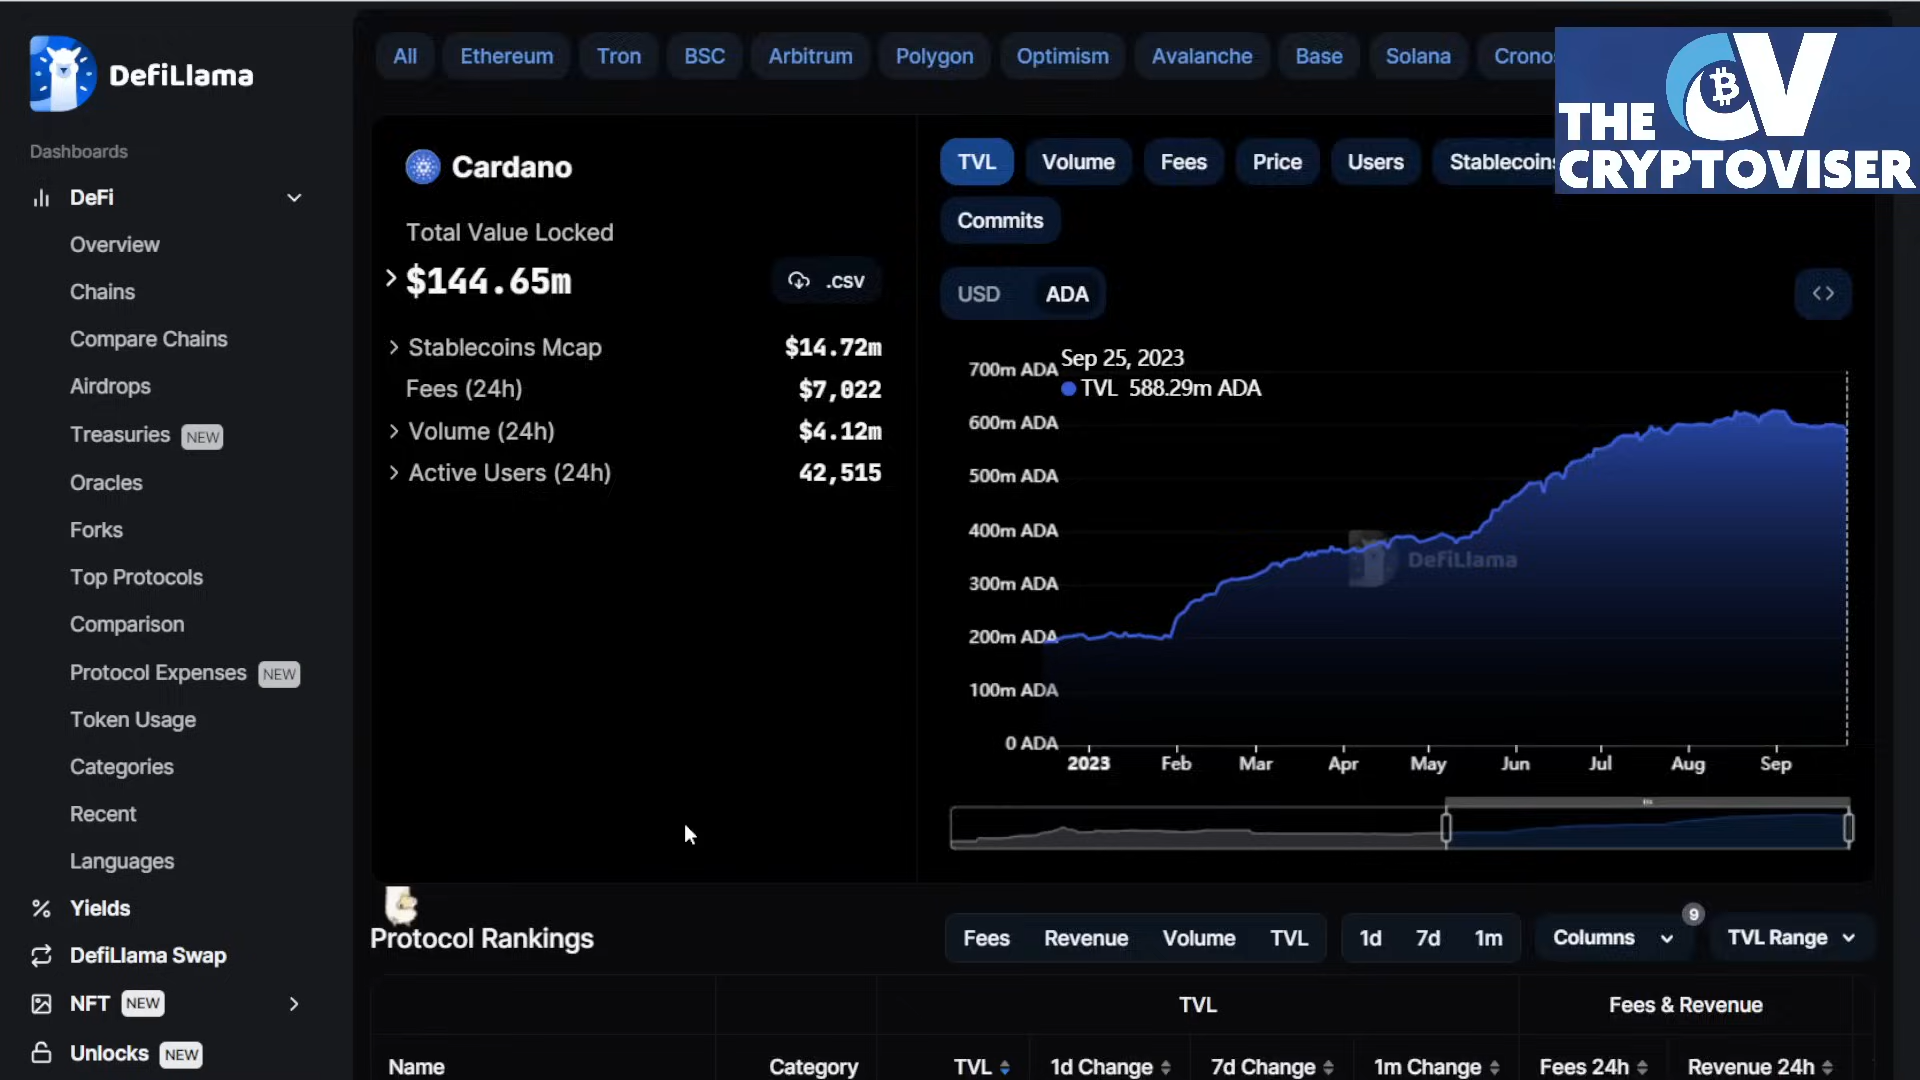 DefiLlama
Dashboards
DeFi
Overview
Chains
Compare Chains
Airdrops
Treasuries NEW
Oracles
Forks
Top Protocols
Comparison
Protocol Expenses NEW
Token Usage
Categories
Recent
Languages
Yields
DefiLlama Swap
NFT NEW
Unlocks NEW
All Ethereum Tron BSC Arbitrum Polygon Optimism Avalanche Base Solana Crono
THE CV
CRYPTOVISER
Cardano
Total Value Locked
$144.65m .csv
Stablecoins Mcap $14.72m
Fees (24h) $7,022
Volume (24h) $4.12m
Active Users (24h) 42,515
TVL Volume Fees Price Users Stablecoins
Commits
USD ADA
Sep 25, 2023
TVL 588.29m ADA
700m ADA
600m ADA
500m ADA
400m ADA
300m ADA
200m ADA
100m ADA
0 ADA
DefiLlama
2023 Feb Mar Apr May Jun Jul Aug Sep
Protocol Rankings
Fees Revenue Volume TVL 1d 7d 1m Columns 9 TVL Range
TVL Fees & Revenue
Name Category TVL 1d Change 7d Change 1m Change Fees 24h Revenue 24h